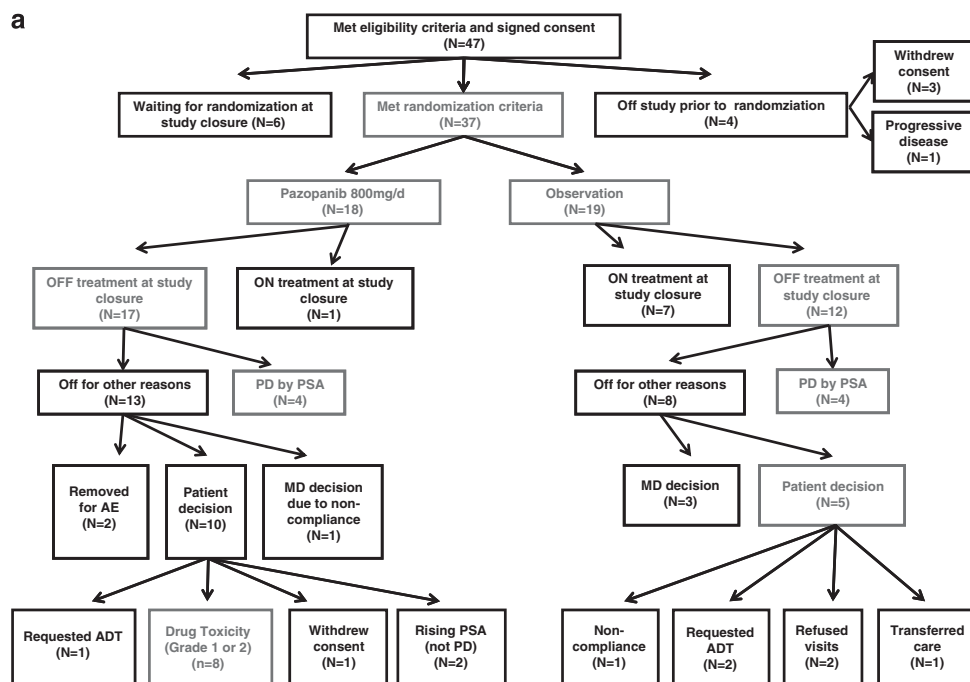 a
Met eligibility criteria and signed consent
(N=47)
Withdrew
consent
(N=3)
Waiting for randomization at
study closure (N=6)
Met randomization criteria
(N=37)
Off study prior to randomziation
(N=4)
Progressive
disease
(N=1)
Pazopanib 800mg/d
(N=18)
Observation
(N=19)
OFF treatment at study
closure
(N=17)
ON treatment at study
closure
(N=1)
ON treatment at
study closure
(N=7)
OFF treatment at
study closure
(N=12)
Off for other reasons
(N=13)
PD by PSA
(N=4)
Off for other reasons
(N=8)
PD by PSA
(N=4)
Removed
for AE
(N=2)
Patient
decision
(N=10)
MD decision
due to non-
compliance
(N=1)
MD decision
(N=3)
Patient decision
(N=5)
Requested ADT
(N=1)
Drug Toxicity
(Grade 1 or 2)
(n=8)
Withdrew
consent
(N=1)
Rising PSA
(not PD)
(N=2)
Non-
compliance
(N=1)
Requested
ADT
(N=2)
Refused
visits
(N=2)
Transferred
care
(N=1)